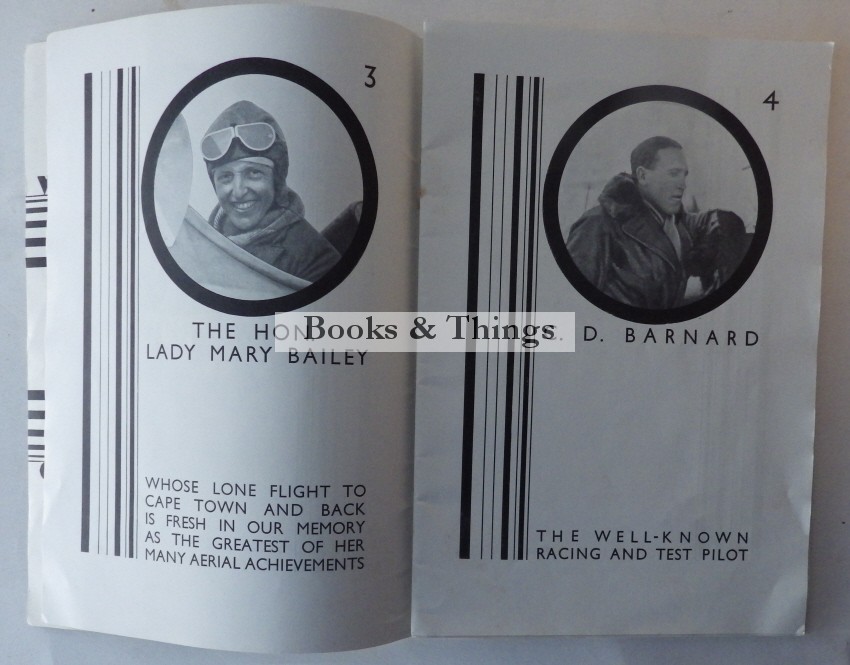 3
THE HON.
LADY MARY BAILEY
WHOSE LONE FLIGHT TO
CAPE TOWN AND BACK
IS FRESH IN OUR MEMORY
AS THE GREATEST OF HER
MANY AERIAL ACHIEVEMENTS
Books & Things
4
D. BARNARD
THE WELL-KNOWN
RACING AND TEST PILOT